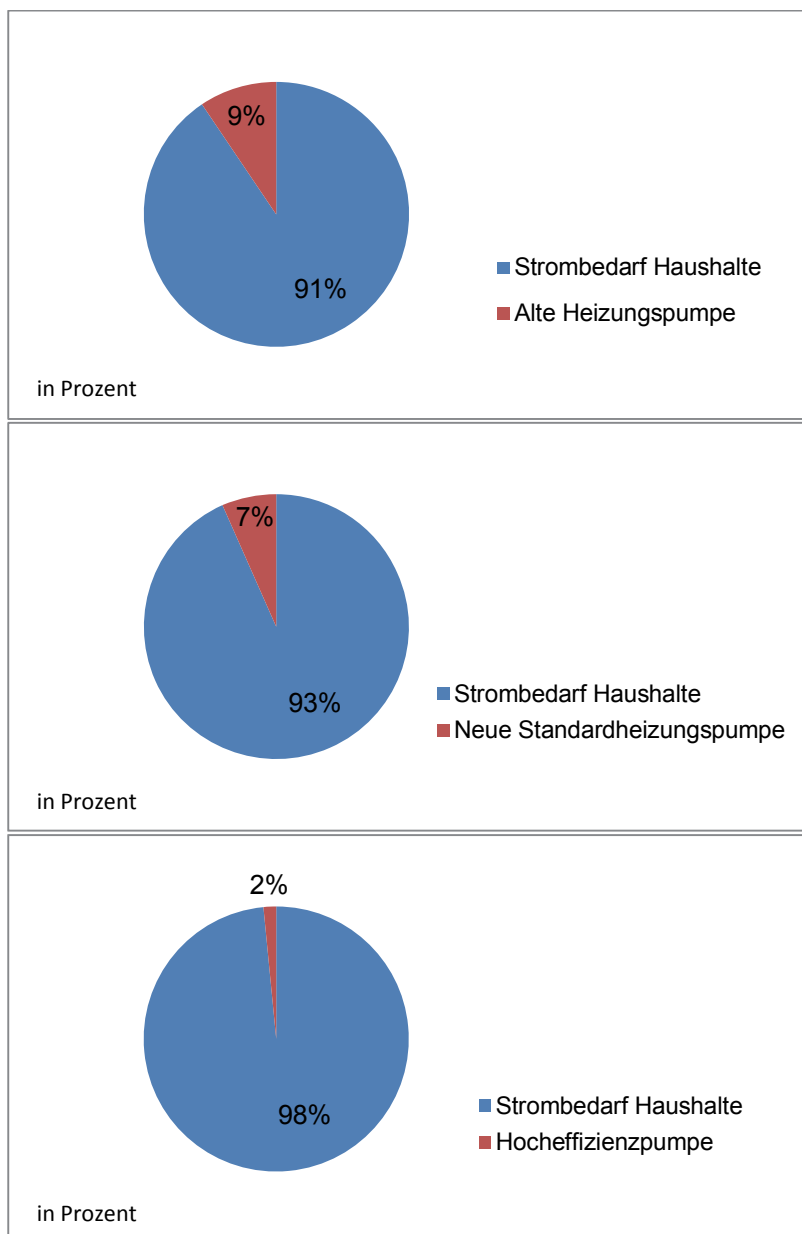 9%
91%
Strombedarf Haushalte
Alte Heizungspumpe
in Prozent
7%
93%
Strombedarf Haushalte
Neue Standardheizungspumpe
in Prozent
2%
98%
Strombedarf Haushalte
Hocheffizienzpumpe
in Prozent